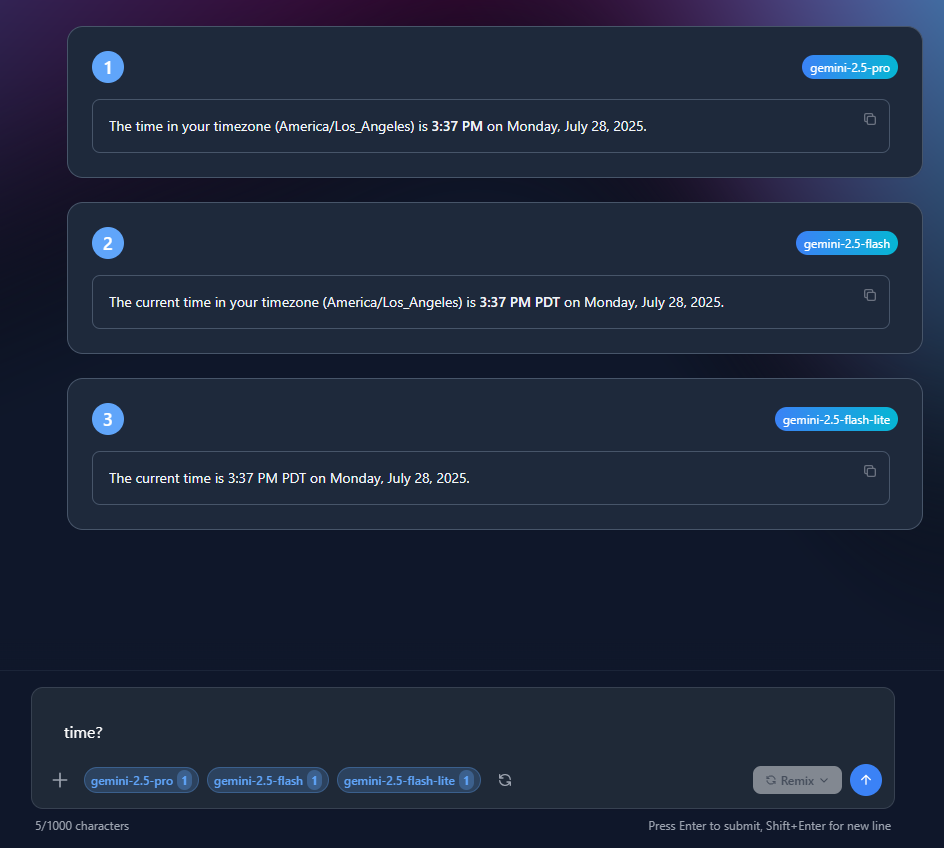 1
gemini-2.5-pro
The time in your timezone (America/Los_Angeles) is 3:37 PM on Monday, July 28, 2025.
2
gemini-2.5-flash
The current time in your timezone (America/Los_Angeles) is 3:37 PM PDT on Monday, July 28, 2025.
3
gemini-2.5-flash-lite
The current time is 3:37 PM PDT on Monday, July 28, 2025.
time?
gemini-2.5-pro 1 gemini-2.5-flash 1 gemini-2.5-flash-lite 1 Remix
5/1000 characters Press Enter to submit, Shift+Enter for new line